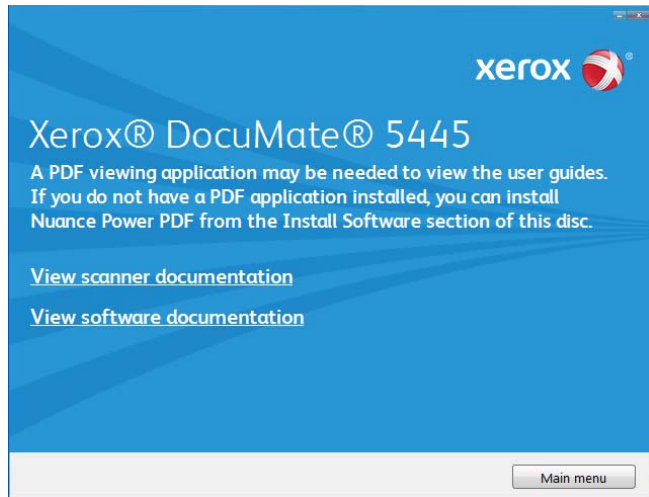 xerox®
Xerox® DocuMate® 5445
A PDF viewing application may be needed to view the user guides.
If you do not have a PDF application installed, you can install
Nuance Power PDF from the Install Software section of this disc.
View scanner documentation
View software documentation
Main menu